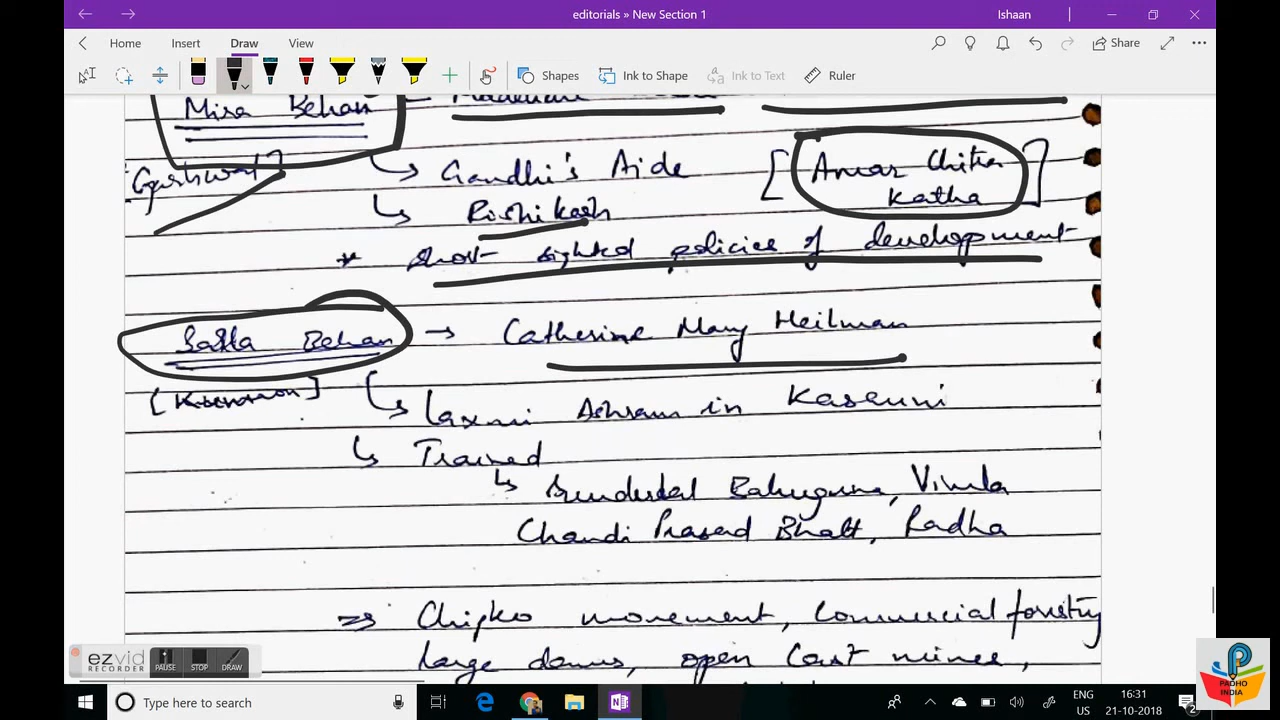 editorials » New Section 1
Ishaan
Home Insert Draw View
Share
Shapes Ink to Shape Ink to Text Ruler
Mira Behan
Gandhi's Aide [Amar Chitra
Rishikesh Katha]
* Short sighted policies of development
Behan → Catherine Mary Heilman
Laxmi Ashram in Kasauni
Trained
Sunderlal Bahuguna, Vimla
Chandi Prasad Bhatt, Radha
⇒ Chipko movement, Commercial forestry
large dams, open Cast mines,
ezvid
RECORDER
PAUSE STOP DRAW
PADHO
INDIA
Type here to search
ENG
US
16:31
21-10-2018
2